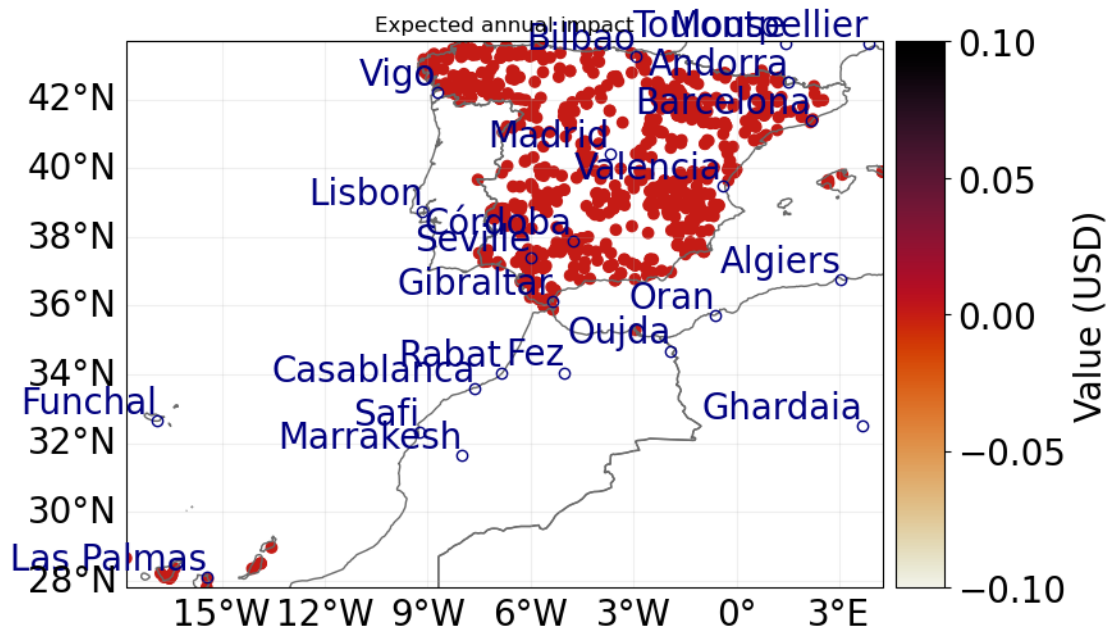 Expected annual impact
Toulouse
Montpellier
Bilbao
Andorra
Vigo
Barcelona
Madrid
Valencia
Lisbon
Córdoba
Seville
Algiers
Gibraltar
Oran
Oujda
Rabat
Fez
Casablanca
Funchal
Safi
Ghardaia
Marrakesh
Las Palmas
42°N
40°N
38°N
36°N
34°N
32°N
30°N
28°N
15°W
12°W
9°W
6°W
3°W
0°
3°E
0.10
0.05
0.00
−0.05
−0.10
Value (USD)